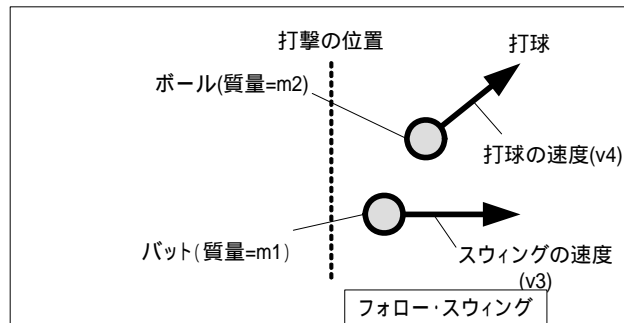 打撃の位置
打球
ボール(質量=m2)
打球の速度(v4)
バット(質量=m1)
スウィングの速度
(v3)
フォロー・スウィング